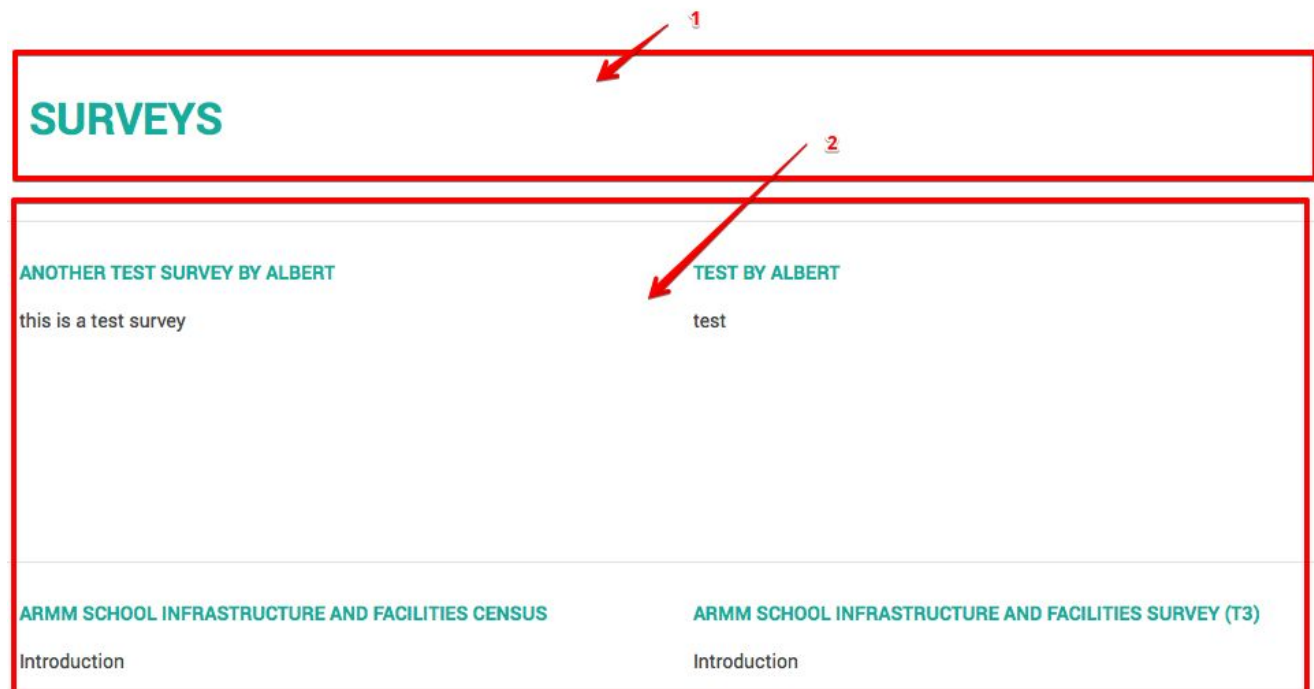 1
SURVEYS
2
ANOTHER TEST SURVEY BY ALBERT
this is a test survey
TEST BY ALBERT
test
ARMM SCHOOL INFRASTRUCTURE AND FACILITIES CENSUS
Introduction
ARMM SCHOOL INFRASTRUCTURE AND FACILITIES SURVEY (T3)
Introduction